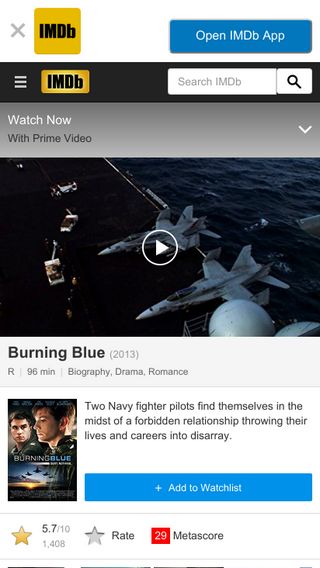 IMDb
Open IMDb App
IMDb
Search IMDb
Watch Now
With Prime Video
Burning Blue (2013)
R | 96 min | Biography, Drama, Romance
Two Navy fighter pilots find themselves in the
midst of a forbidden relationship throwing their
lives and careers into disarray.
BURNINGBLUE
+ Add to Watchlist
5.7/10
1,408
Rate
29 Metascore